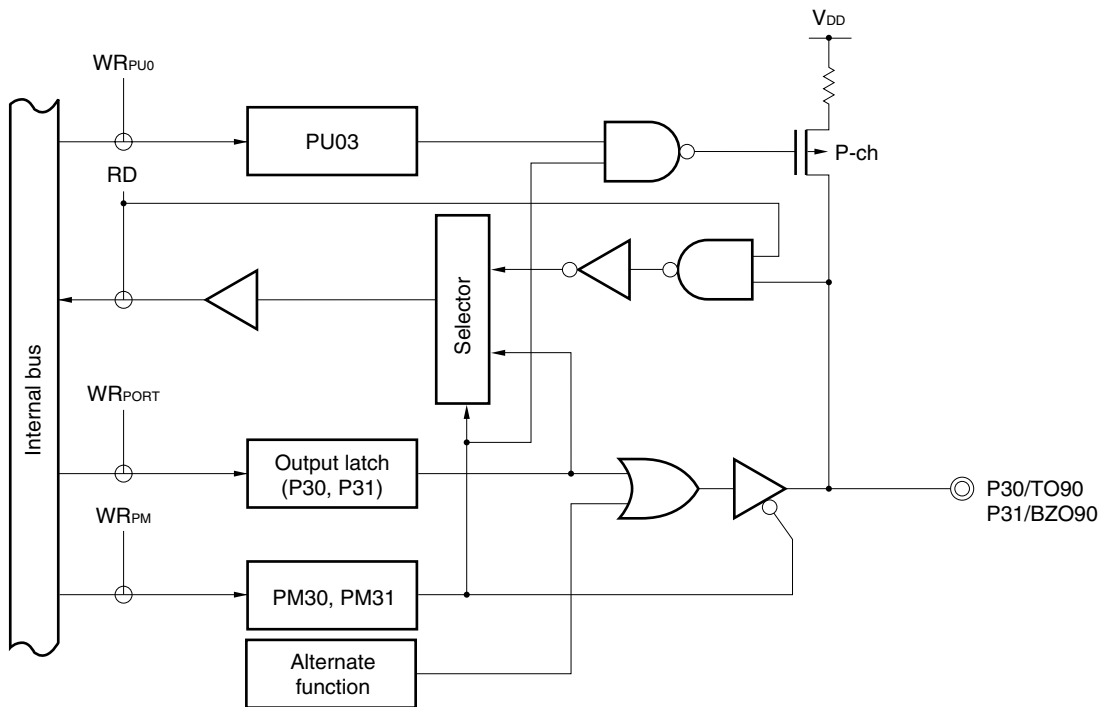 VDD
WRPU0
PU03
P-ch
RD
Selector
Internal bus
WRPORT
Output latch
(P30, P31)
P30/TO90
P31/BZO90
WRPM
PM30, PM31
Alternate
function